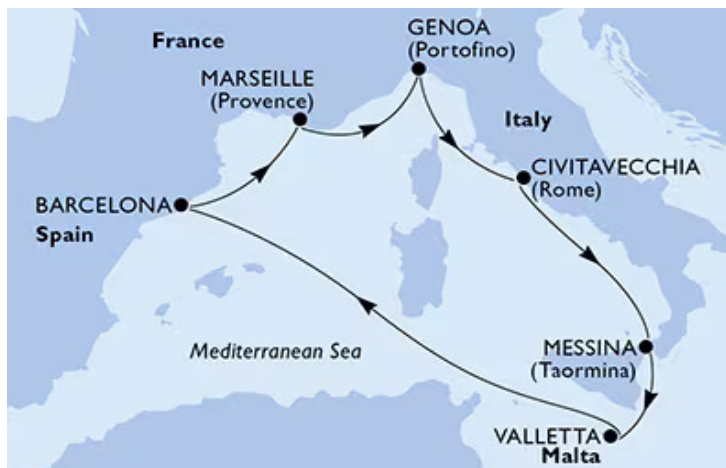 GENOA
(Portofino)
France
MARSEILLE
(Provence)
Italy
CIVITAVECCHIA
(Rome)
BARCELONA
Spain
Mediterranean Sea
MESSINA
(Taormina)
VALLETTA
Malta